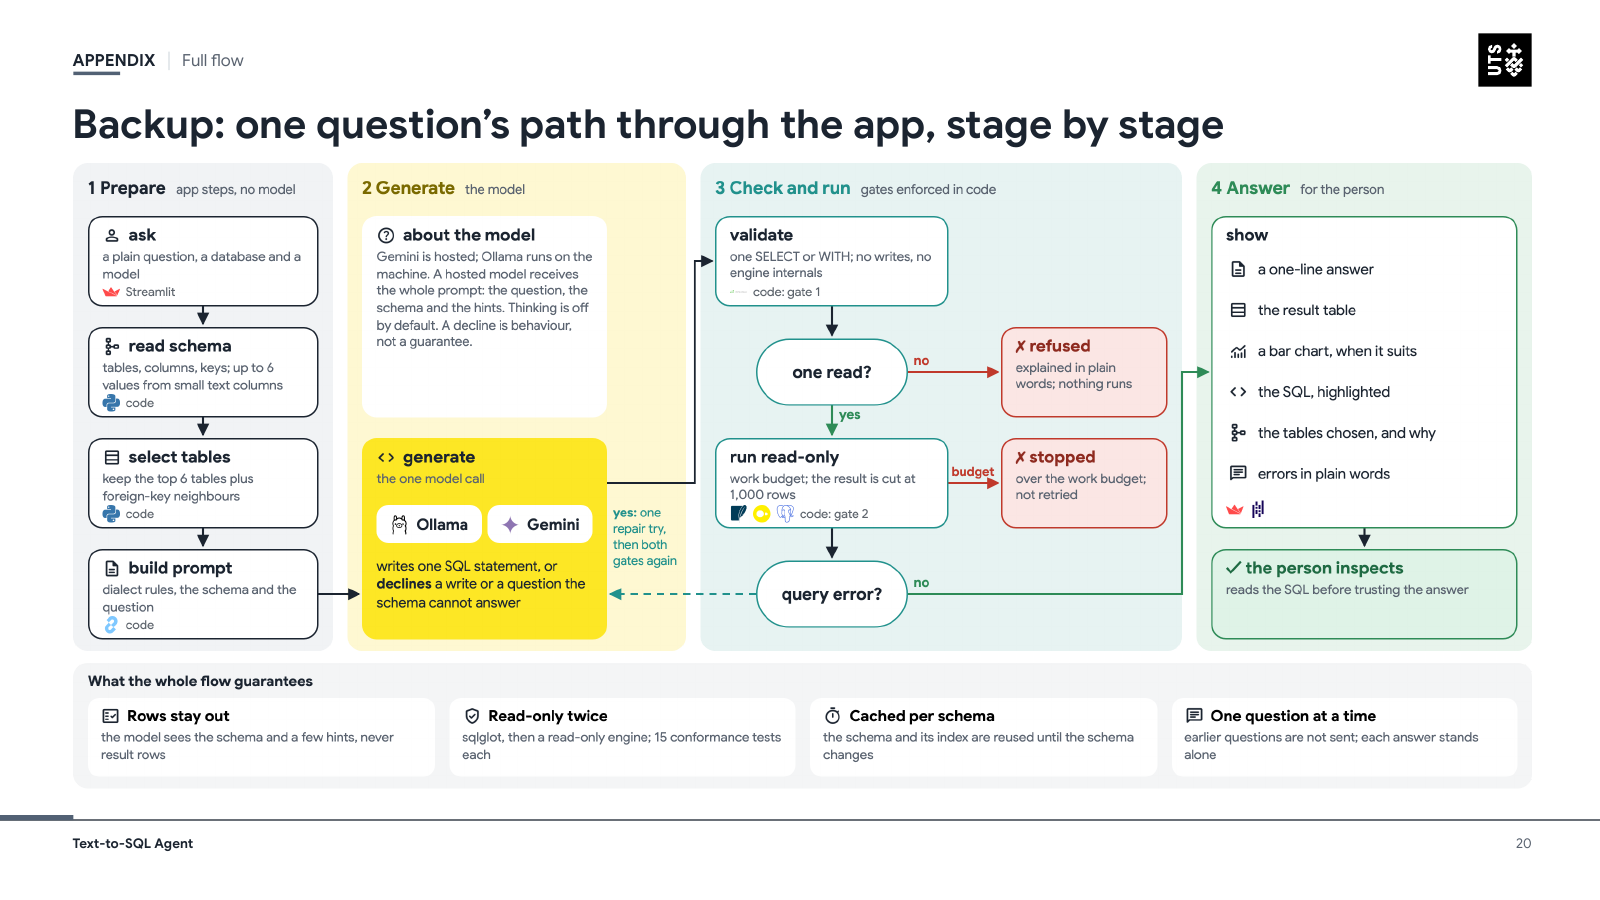 APPENDIX
Full flow
UTS
Backup: one question’s path through the app, stage by stage
1 Prepare app steps, no model
ask
a plain question, a database and a
model
Streamlit
read schema
tables, columns, keys; up to 6
values from small text columns
code
select tables
keep the top 6 tables plus
foreign-key neighbours
code
build prompt
dialect rules, the schema and the
question
code
2 Generate the model
about the model
Gemini is hosted; Ollama runs on the
machine. A hosted model receives
the whole prompt: the question, the
schema and the hints. Thinking is off
by default. A decline is behaviour,
not a guarantee.
generate
the one model call
Ollama
Gemini
writes one SQL statement, or
declines a write or a question the
schema cannot answer
yes: one
repair try,
then both
gates again
3 Check and run gates enforced in code
validate
one SELECT or WITH; no writes, no
engine internals
code: gate 1
one read?
no
✗ refused
explained in plain
words; nothing runs
yes
run read-only
work budget; the result is cut at
1,000 rows
code: gate 2
budget
✗ stopped
over the work budget;
not retried
query error?
no
4 Answer for the person
show
a one-line answer
the result table
a bar chart, when it suits
the SQL, highlighted
the tables chosen, and why
errors in plain words
✓ the person inspects
reads the SQL before trusting the answer
What the whole flow guarantees
Rows stay out
the model sees the schema and a few hints, never
result rows
Read-only twice
sqlglot, then a read-only engine; 15 conformance tests
each
Cached per schema
the schema and its index are reused until the schema
changes
One question at a time
earlier questions are not sent; each answer stands
alone
Text-to-SQL Agent
20